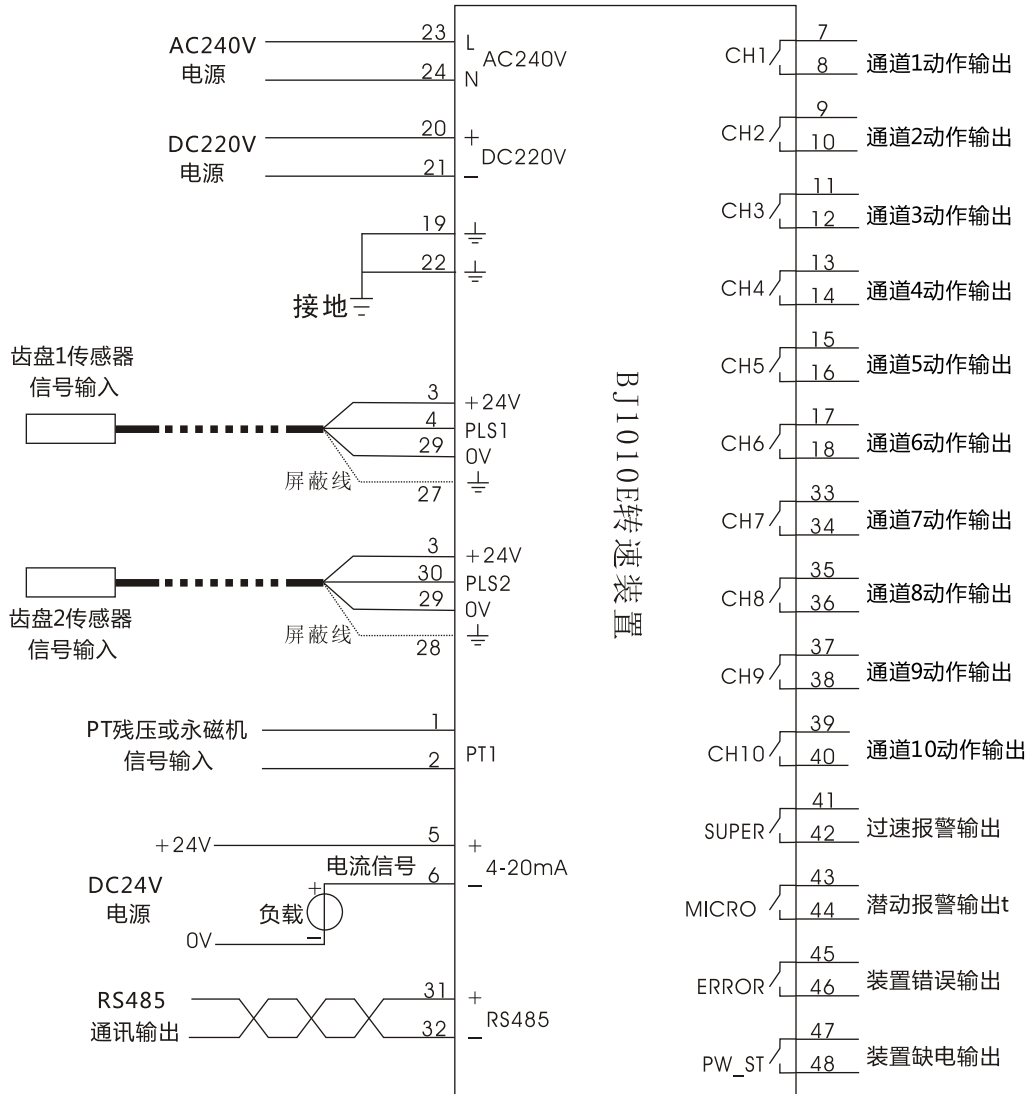 AC240V
电源
23
24
L
N
AC240V
DC220V
电源
20
21
+
−
DC220V
19
22
接地
齿盘1传感器
信号输入
3
+24V
4
PLS1
29
0V
屏蔽线
27
齿盘2传感器
信号输入
3
+24V
30
PLS2
29
0V
屏蔽线
28
PT残压或永磁机
信号输入
1
2
PT1
+24V
5
+
4-20mA
电流信号
6
−
DC24V
电源
负载
+
−
0V
RS485
通讯输出
31
32
+
−
RS485
BJ1010E转速装置
CH1
7
8
通道1动作输出
CH2
9
10
通道2动作输出
CH3
11
12
通道3动作输出
CH4
13
14
通道4动作输出
CH5
15
16
通道5动作输出
CH6
17
18
通道6动作输出
CH7
33
34
通道7动作输出
CH8
35
36
通道8动作输出
CH9
37
38
通道9动作输出
CH10
39
40
通道10动作输出
SUPER
41
42
过速报警输出
MICRO
43
44
潜动报警输出t
ERROR
45
46
装置错误输出
PW_ST
47
48
装置缺电输出